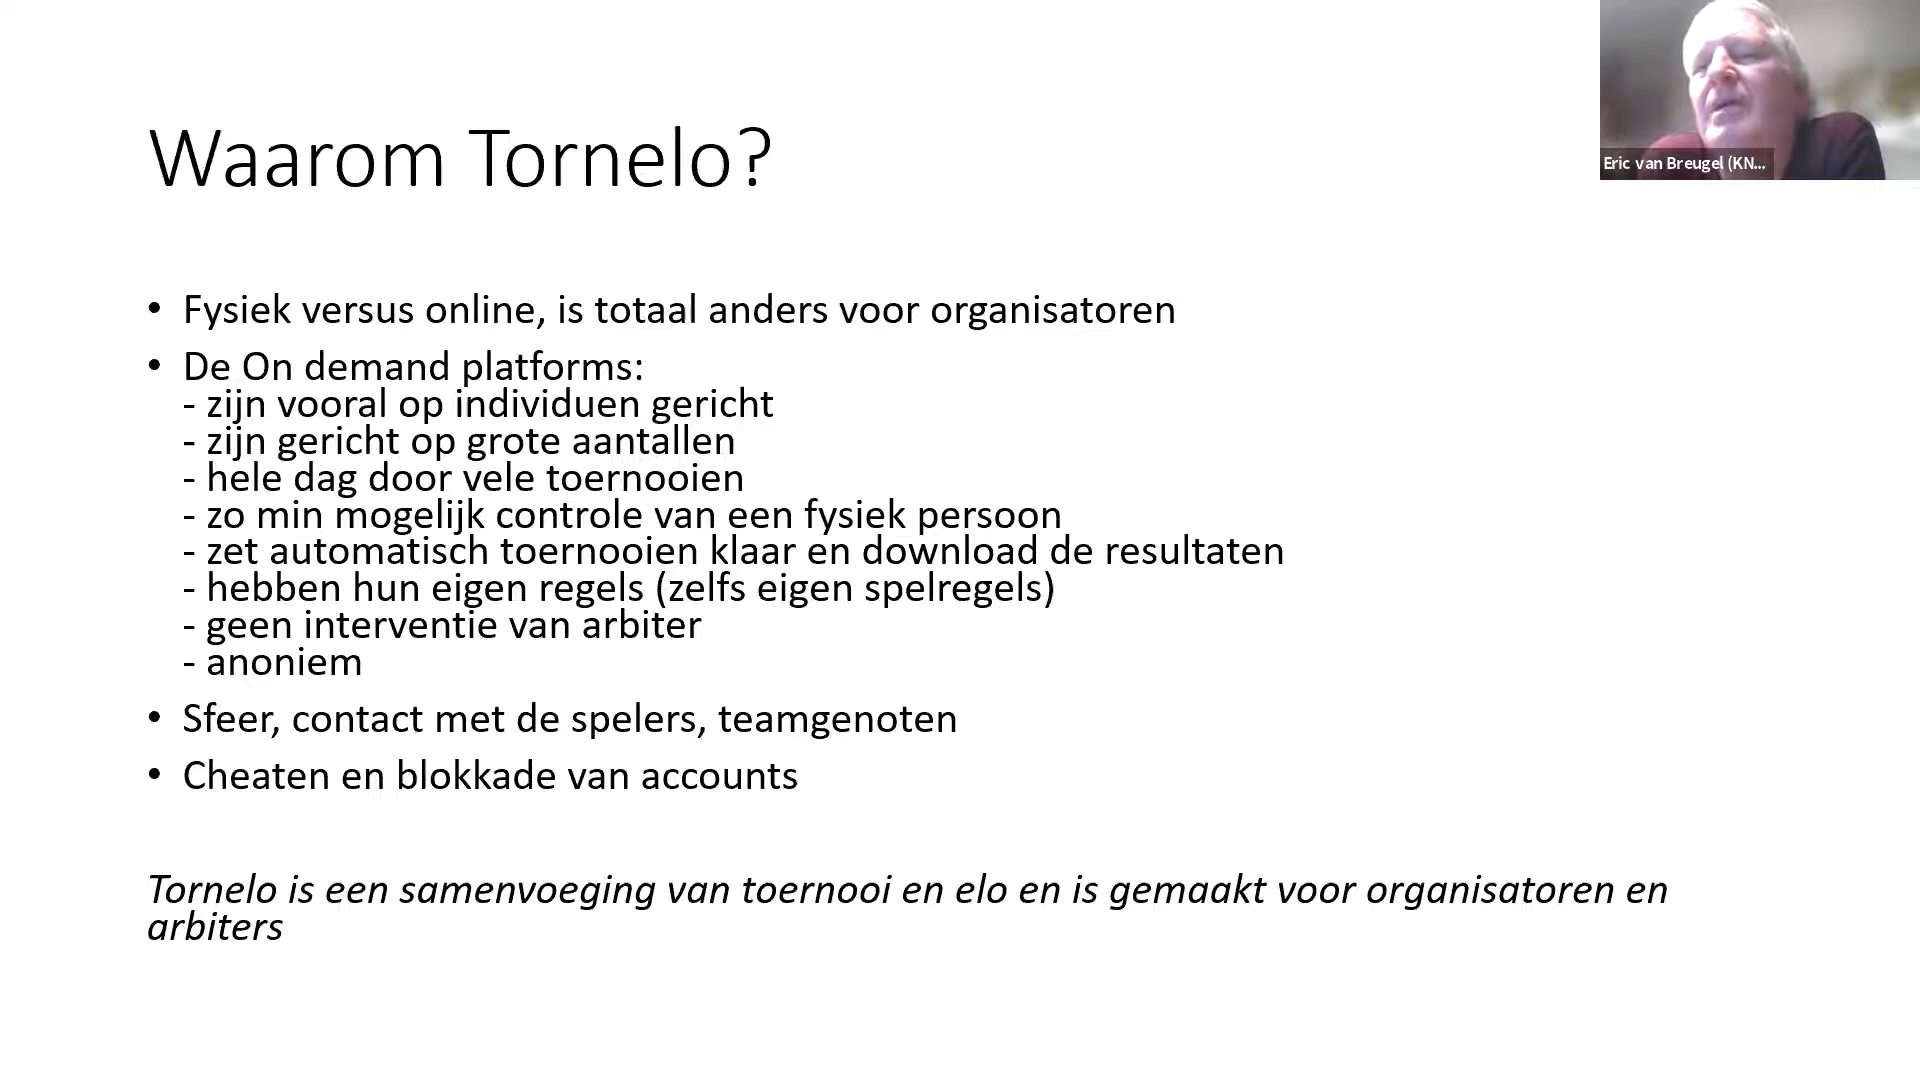 Waarom Tornelo?
Eric van Breugel (KN...
• Fysiek versus online, is totaal anders voor organisatoren
• De On demand platforms:
- zijn vooral op individuen gericht
- zijn gericht op grote aantallen
- hele dag door vele toernooien
- zo min mogelijk controle van een fysiek persoon
- zet automatisch toernooien klaar en download de resultaten
- hebben hun eigen regels (zelfs eigen spelregels)
- geen interventie van arbiter
- anoniem
• Sfeer, contact met de spelers, teamgenoten
• Cheaten en blokkade van accounts
Tornelo is een samenvoeging van toernooi en elo en is gemaakt voor organisatoren en
arbiters